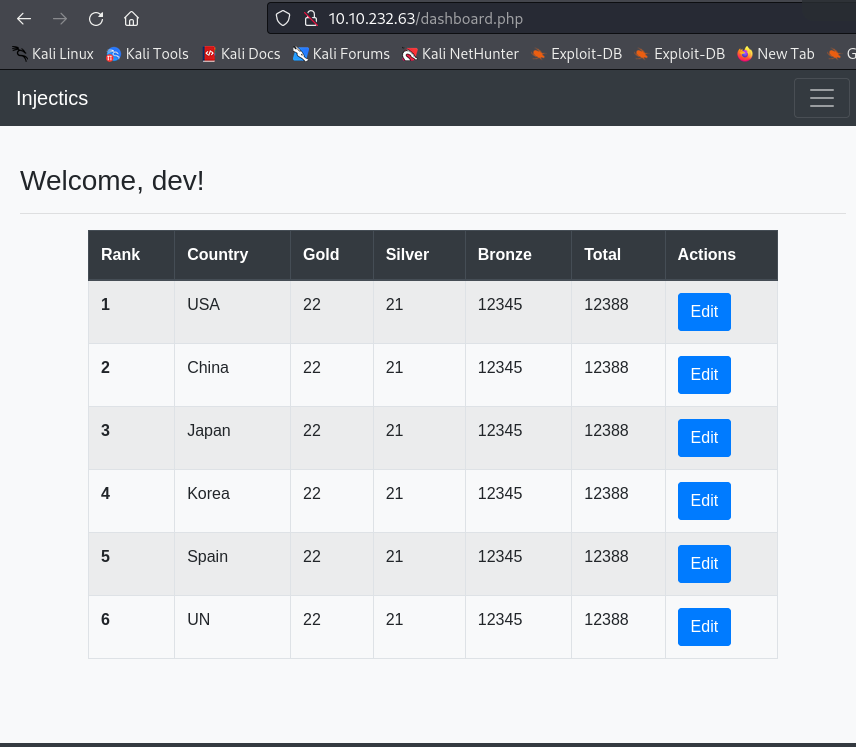 10.10.232.63/dashboard.php
Kali Linux Kali Tools Kali Docs Kali Forums Kali NetHunter Exploit-DB Exploit-DB New Tab G
Injectics
Welcome, dev!
Rank Country Gold Silver Bronze Total Actions
1 USA 22 21 12345 12388 Edit
2 China 22 21 12345 12388 Edit
3 Japan 22 21 12345 12388 Edit
4 Korea 22 21 12345 12388 Edit
5 Spain 22 21 12345 12388 Edit
6 UN 22 21 12345 12388 Edit